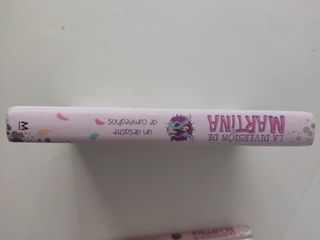 LA DIVERSIÓN DE
MARTINA
un desastre
de cumpleaños
M